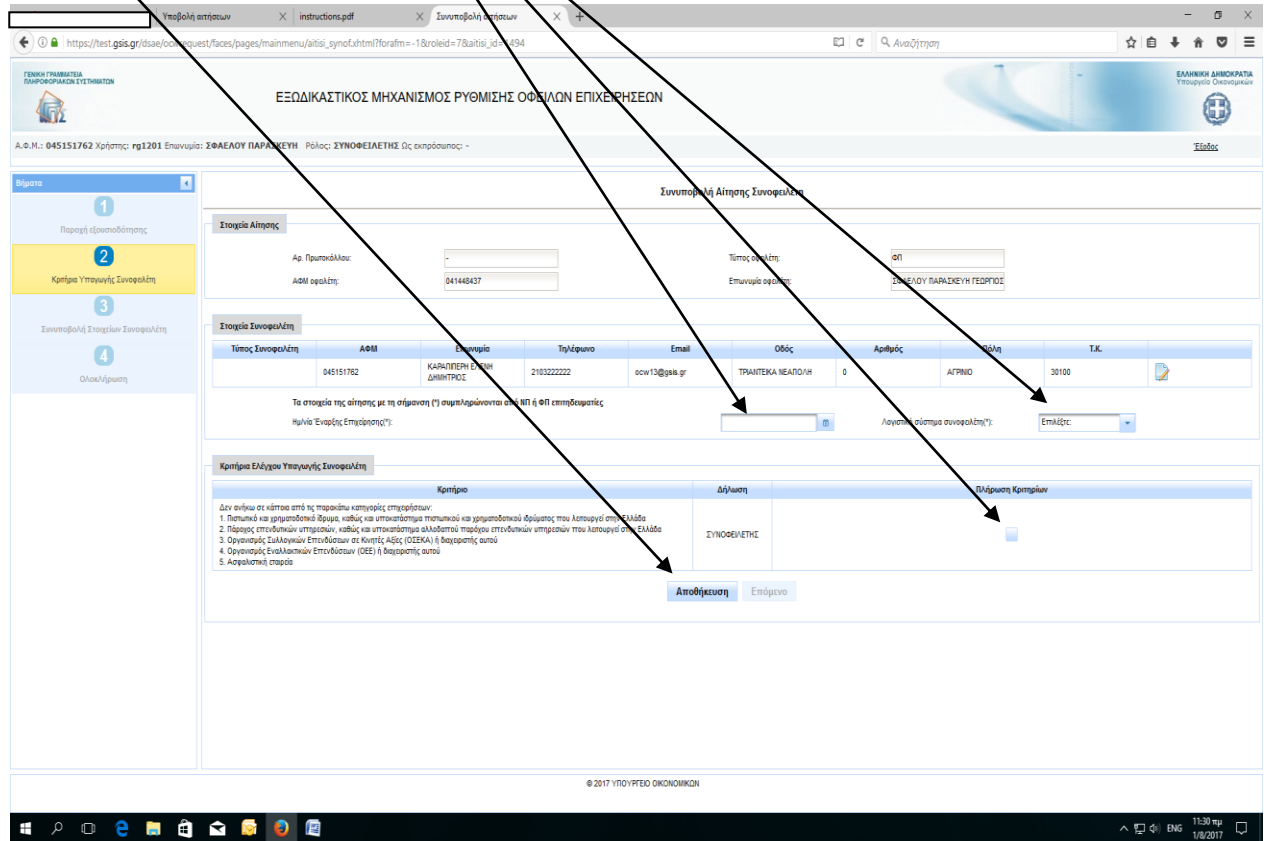 Υποβολή αιτήσεων
instructions.pdf
Συνυποβολή αιτήσεων
https://test.gsis.gr/dsae/ocw-request/faces/pages/mainmenu/aitisi_synof.xhtml?forafm=-1&roleid=7&aitisi_id=1494
Αναζήτηση
ΓΕΝΙΚΗ ΓΡΑΜΜΑΤΕΙΑ
ΠΛΗΡΟΦΟΡΙΑΚΩΝ ΣΥΣΤΗΜΑΤΩΝ
ΕΞΩΔΙΚΑΣΤΙΚΟΣ ΜΗΧΑΝΙΣΜΟΣ ΡΥΘΜΙΣΗΣ ΟΦΕΙΛΩΝ ΕΠΙΧΕΙΡΗΣΕΩΝ
ΕΛΛΗΝΙΚΗ ΔΗΜΟΚΡΑΤΙΑ
Υπουργείο Οικονομικών
Α.Φ.Μ.: 045151762 Χρήστης: rg1201 Επωνυμία: ΣΦΑΕΛΟΥ ΠΑΡΑΣΚΕΥΗ Ρόλος: ΣΥΝΟΦΕΙΛΕΤΗΣ Ως εκπρόσωπος: -
Έξοδος
Βήματα
1
Παροχή εξουσιοδότησης
2
Κριτήρια Υπαγωγής Συνοφειλέτη
3
Συνυποβολή Στοιχείων Συνοφειλέτη
4
Ολοκλήρωση
Συνυποβολή Αίτησης Συνοφειλέτη
Στοιχεία Αίτησης
Αρ. Πρωτοκόλλου: - Τύπος οφειλέτη: ΦΠ
ΑΦΜ οφειλέτη: 041448437 Επωνυμία οφειλέτη: ΣΦΑΕΛΟΥ ΠΑΡΑΣΚΕΥΗ ΓΕΩΡΓΙΟΣ
Στοιχεία Συνοφειλέτη
Τύπος Συνοφειλέτη ΑΦΜ Επωνυμία Τηλέφωνο Email Οδός Αριθμός Πόλη Τ.Κ.
045151762 ΚΑΡΑΠΙΠΕΡΗ ΕΛΕΝΗ ΔΗΜΗΤΡΙΟΣ 2103222222 ocw13@gsis.gr ΤΡΙΑΝΤΕΙΚΑ ΝΕΑΠΟΛΗ 0 ΑΓΡΙΝΙΟ 30100
Τα στοιχεία της αίτησης με τη σήμανση (*) συμπληρώνονται από ΝΠ ή ΦΠ επιτηδευματίες
Ημ/νία Έναρξης Επιχείρησης(*): Λογιστικό σύστημα συνοφειλέτη(*): Επιλέξτε:
Κριτήρια Ελέγχου Υπαγωγής Συνοφειλέτη
Κριτήριο Δήλωση Πλήρωση Κριτηρίων
Δεν ανήκω σε κάποια από τις παρακάτω κατηγορίες επιχειρήσεων:
1. Πιστωτικό και χρηματοδοτικό ίδρυμα, καθώς και υποκατάστημα πιστωτικού και χρηματοδοτικού ιδρύματος που λειτουργεί στην Ελλάδα
2. Πάροχος επενδυτικών υπηρεσιών, καθώς και υποκατάστημα αλλοδαπού παρόχου επενδυτικών υπηρεσιών που λειτουργεί στην Ελλάδα
3. Οργανισμός Συλλογικών Επενδύσεων σε Κινητές Αξίες (ΟΣΕΚΑ) ή διαχειριστής αυτού
4. Οργανισμός Εναλλακτικών Επενδύσεων (ΟΕΕ) ή διαχειριστής αυτού
5. Ασφαλιστική εταιρεία
ΣΥΝΟΦΕΙΛΕΤΗΣ
Αποθήκευση Επόμενο
© 2017 ΥΠΟΥΡΓΕΙΟ ΟΙΚΟΝΟΜΙΚΩΝ
ENG 11:30 πμ
1/8/2017